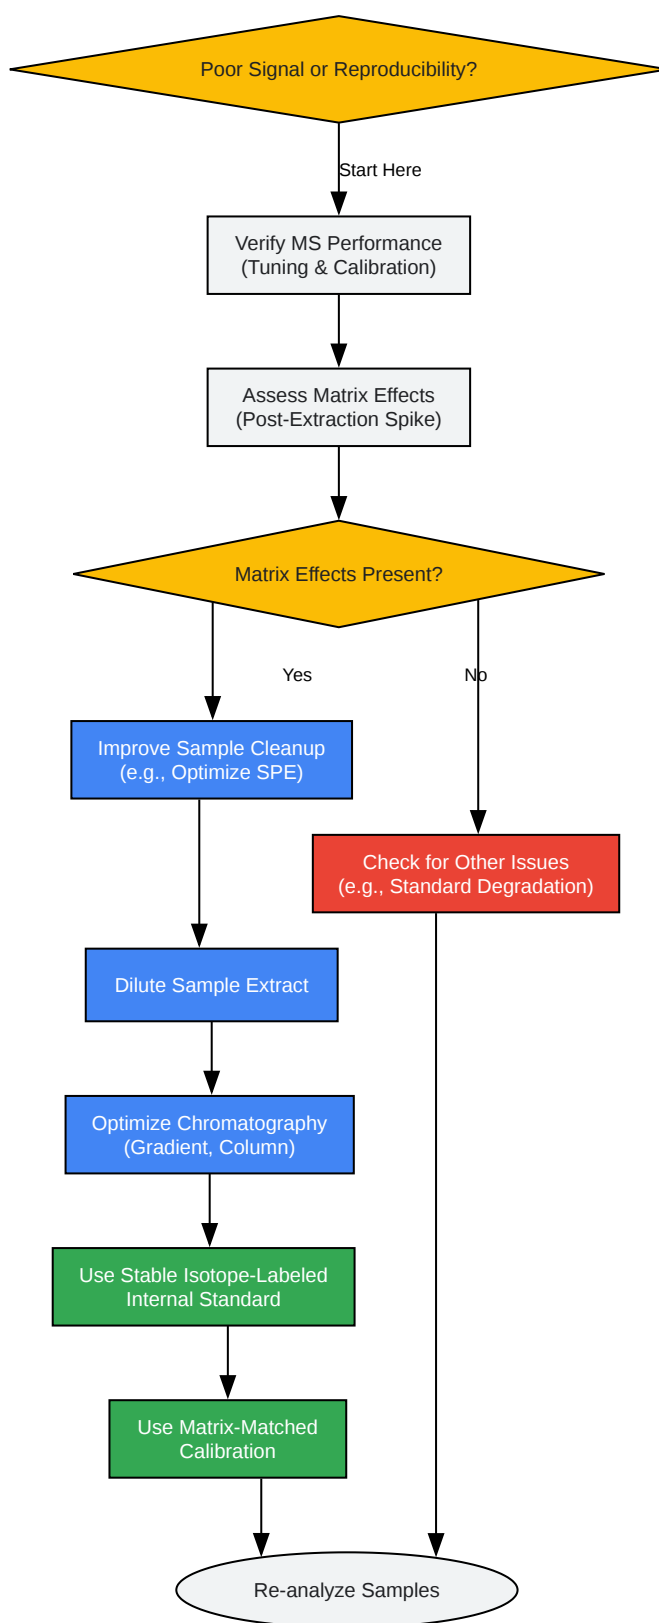 Poor Signal or Reproducibility?
Start Here
Verify MS Performance
(Tuning & Calibration)
Assess Matrix Effects
(Post-Extraction Spike)
Matrix Effects Present?
Yes
No
Improve Sample Cleanup
(e.g., Optimize SPE)
Check for Other Issues
(e.g., Standard Degradation)
Dilute Sample Extract
Optimize Chromatography
(Gradient, Column)
Use Stable Isotope-Labeled
Internal Standard
Use Matrix-Matched
Calibration
Re-analyze Samples